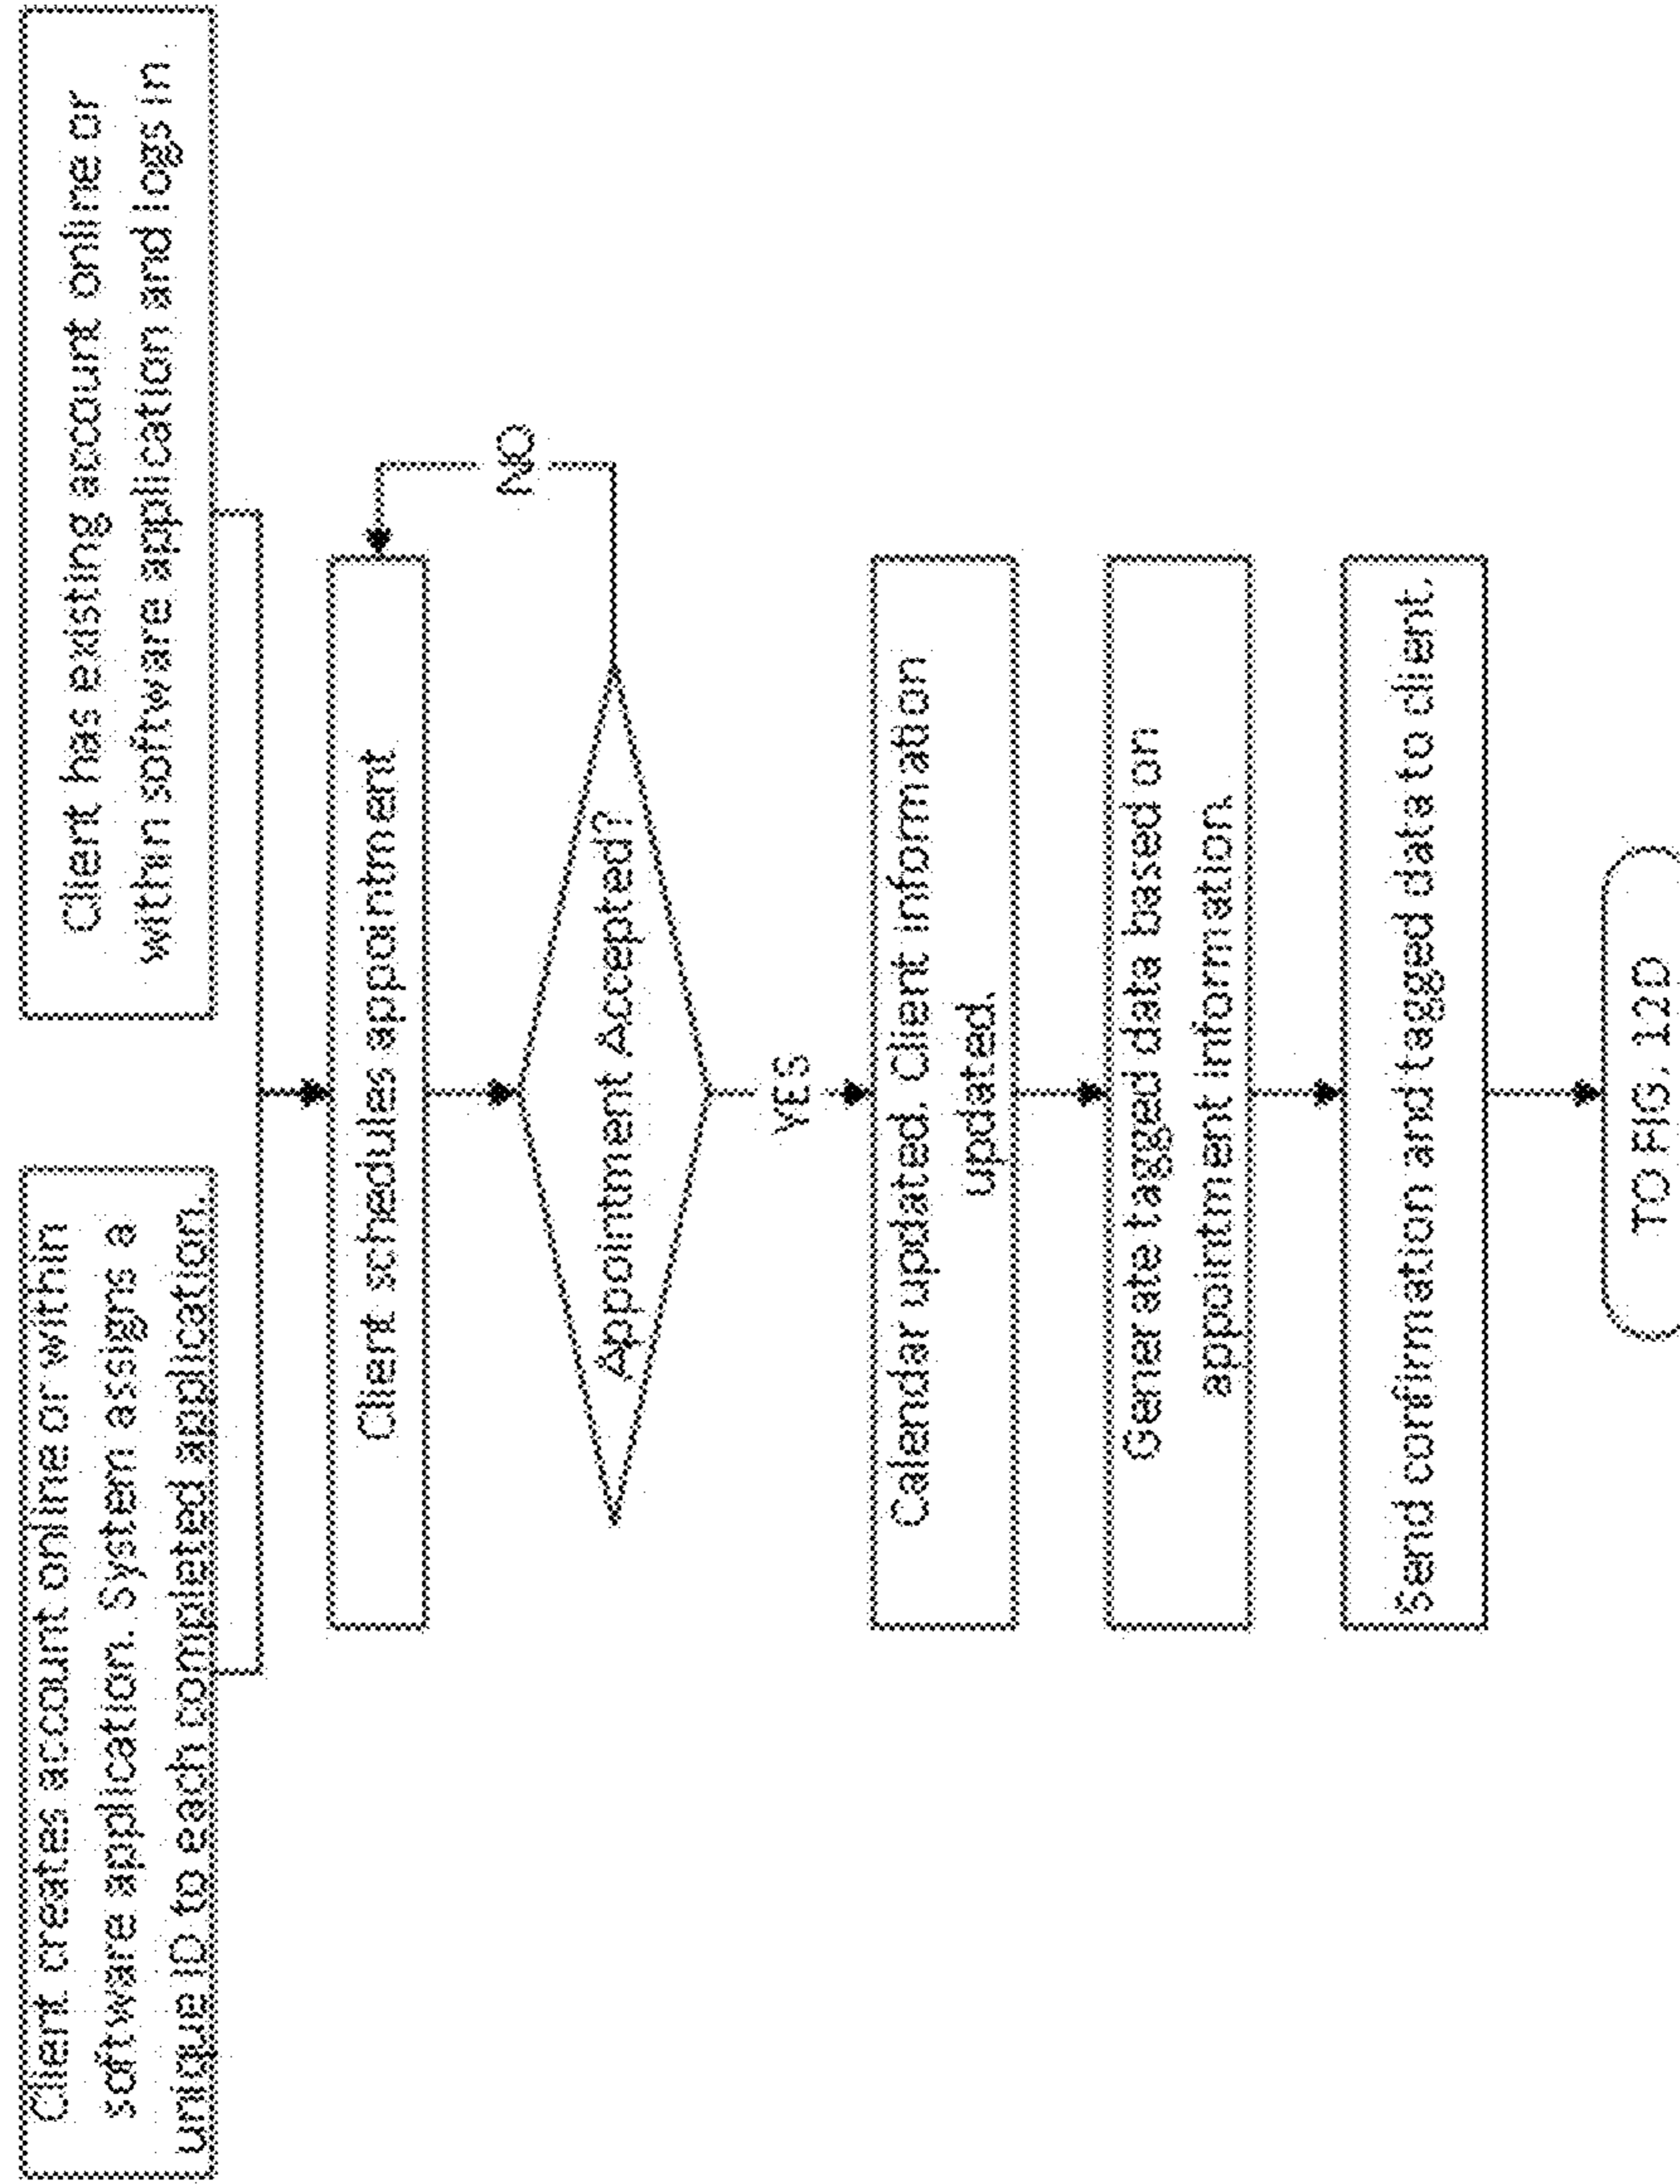 Client creates account online or within
software application. System assigns a
unique ID to each completed application.
Client has existing account online or
within software application and logs in.
Client schedules appointment
NO
Appointment Accepted?
YES
Calendar updated. Client information
updated.
Generate tagged data based on
appointment information.
Send confirmation and tagged data to client.
TO FIG. 12D